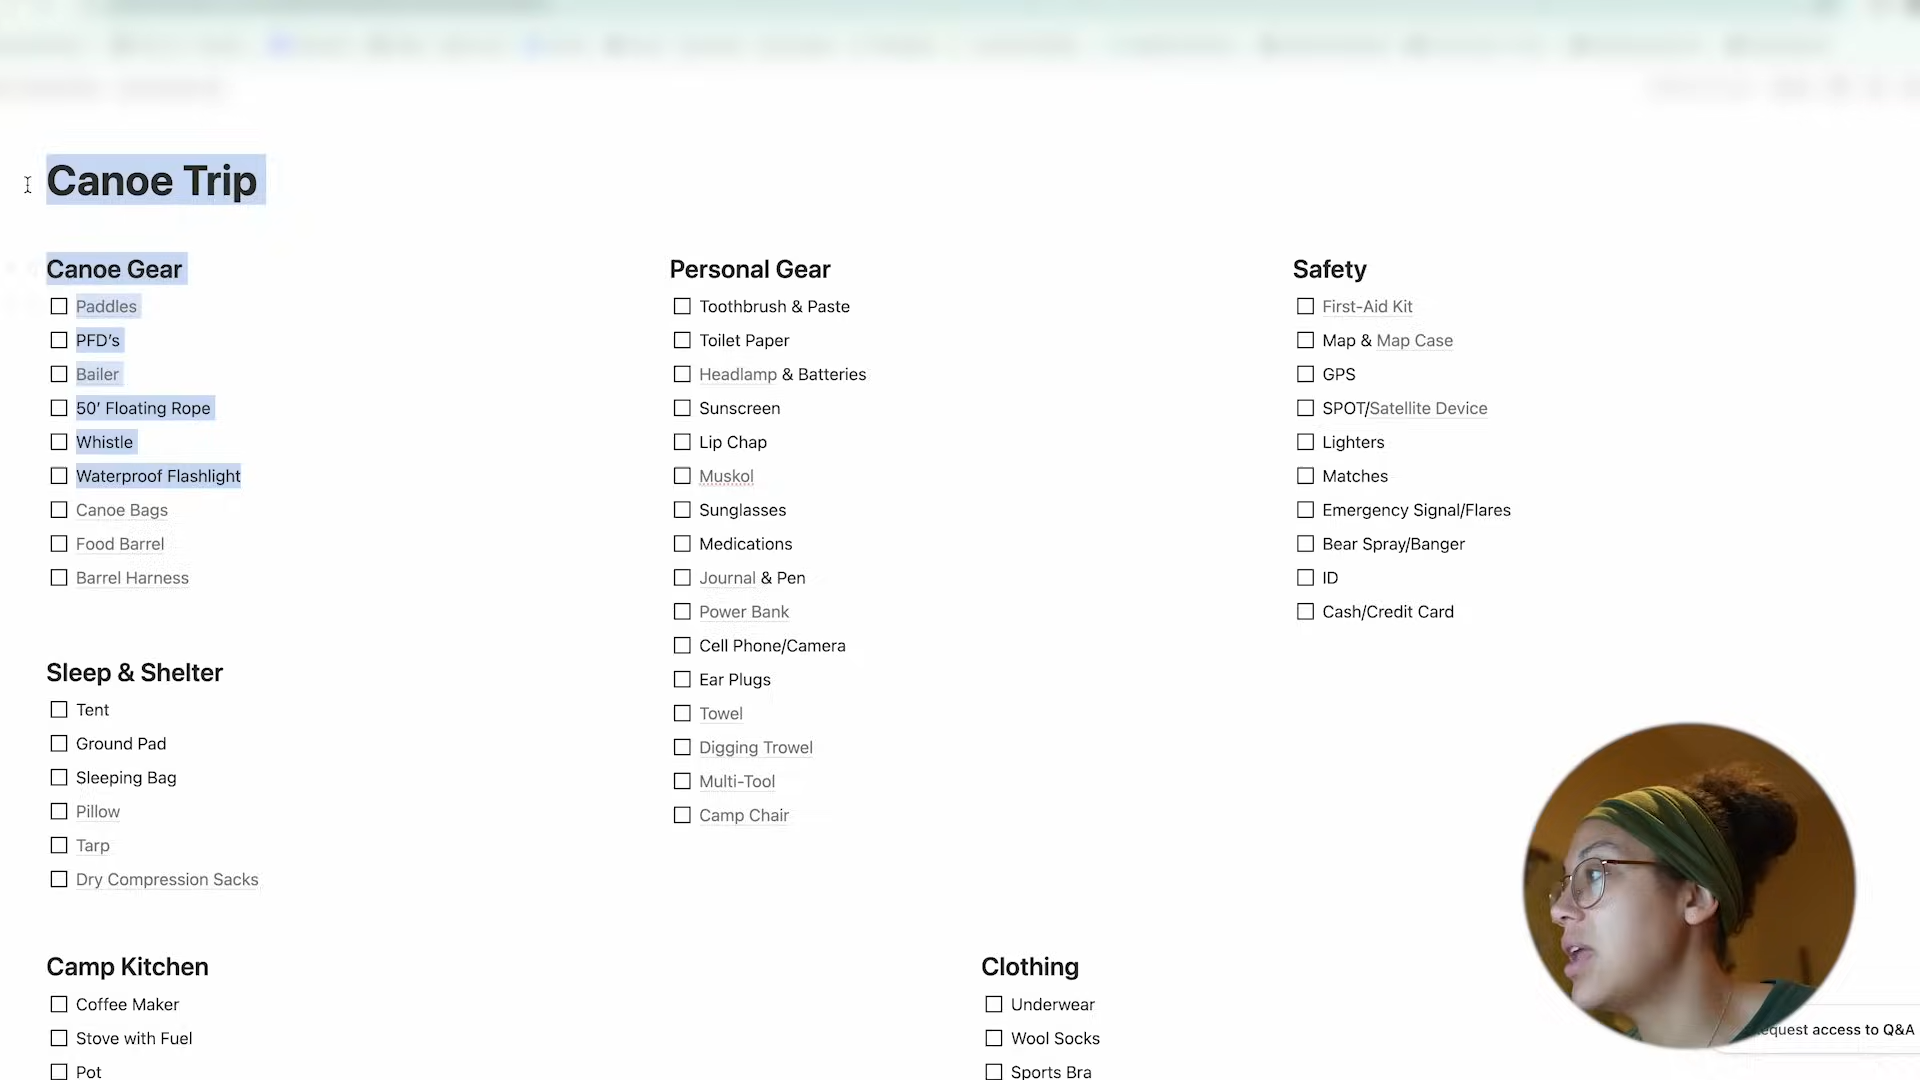 Canoe Trip
Canoe Gear
Paddles
PFD's
Bailer
50' Floating Rope
Whistle
Waterproof Flashlight
Canoe Bags
Food Barrel
Barrel Harness
Sleep & Shelter
Tent
Ground Pad
Sleeping Bag
Pillow
Tarp
Dry Compression Sacks
Personal Gear
Toothbrush & Paste
Toilet Paper
Headlamp & Batteries
Sunscreen
Lip Chap
Muskol
Sunglasses
Medications
Journal & Pen
Power Bank
Cell Phone/Camera
Ear Plugs
Towel
Digging Trowel
Multi-Tool
Camp Chair
Safety
First-Aid Kit
Map & Map Case
GPS
SPOT/Satellite Device
Lighters
Matches
Emergency Signal/Flares
Bear Spray/Banger
ID
Cash/Credit Card
Camp Kitchen
Coffee Maker
Stove with Fuel
Pot
Clothing
Underwear
Wool Socks
Sports Bra
access to Q&A